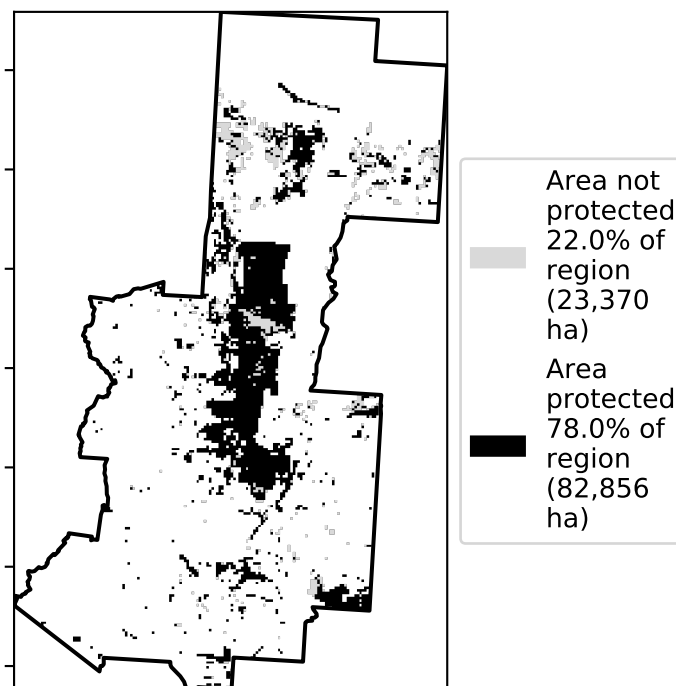 Area not
protected
22.0% of
region
(23,370
ha)
Area
protected
78.0% of
region
(82,856
ha)